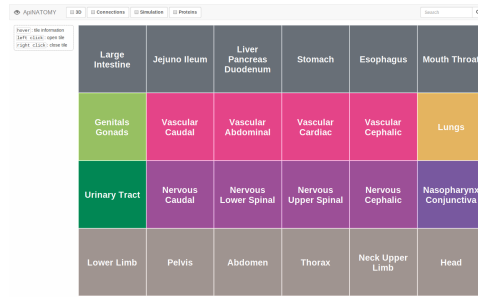 ApiNATOMY 3D Connections Simulation Proteins Search
hover: tile information
left click: open tile
right click: close tile
Large
Intestine
Jejuno Ileum
Liver
Pancreas
Duodenum
Stomach
Esophagus
Mouth Throat
Genitals
Gonads
Vascular
Caudal
Vascular
Abdominal
Vascular
Cardiac
Vascular
Cephalic
Lungs
Urinary Tract
Nervous
Caudal
Nervous
Lower Spinal
Nervous
Upper Spinal
Nervous
Cephalic
Nasopharynx
Conjunctiva
Lower Limb
Pelvis
Abdomen
Thorax
Neck Upper
Limb
Head